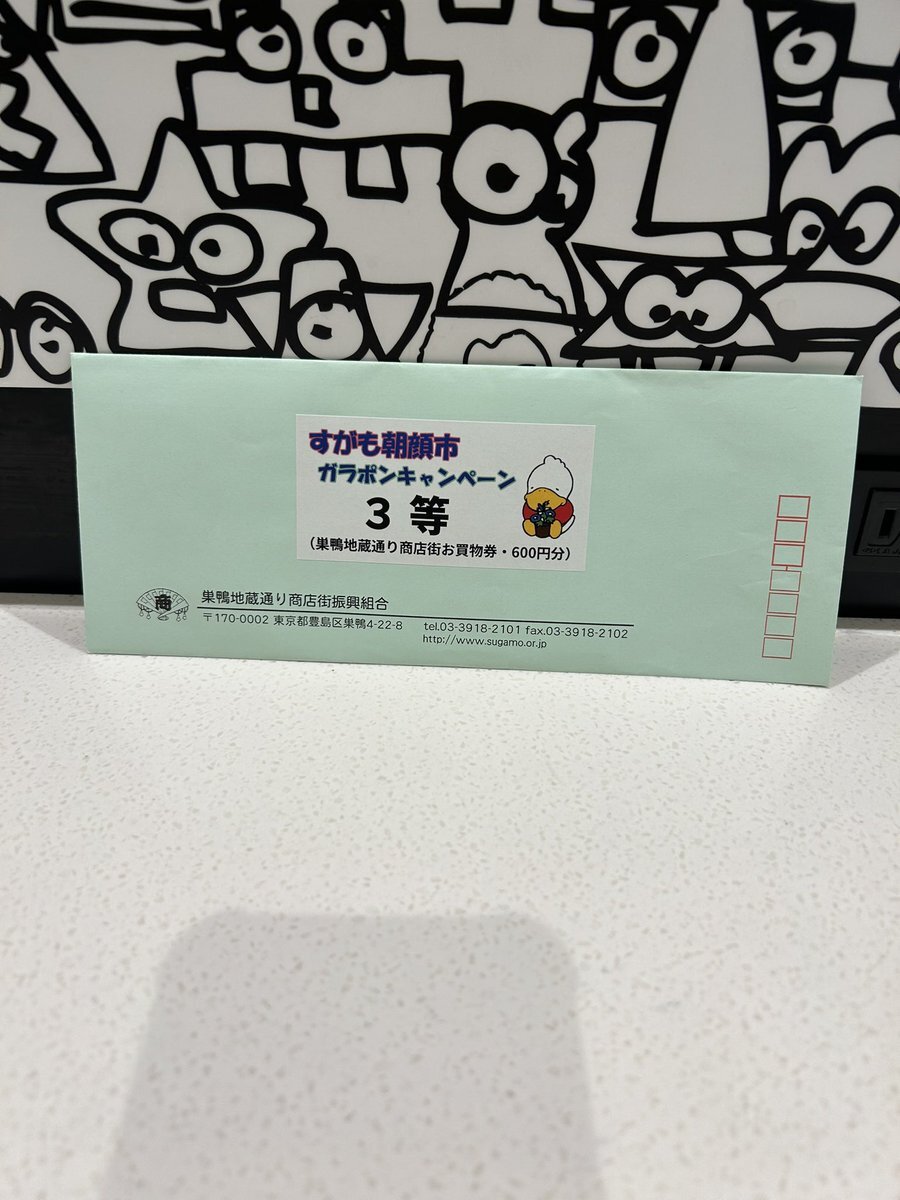 すがも朝顔市
ガラポンキャンペーン
3 等
（巣鴨地蔵通り商店街お買物券・600円分）
商
巣鴨地蔵通り商店街振興組合
〒170-0002 東京都豊島区巣鴨4-22-8 tel.03-3918-2101 fax.03-3918-2102
http://www.sugamo.or.jp